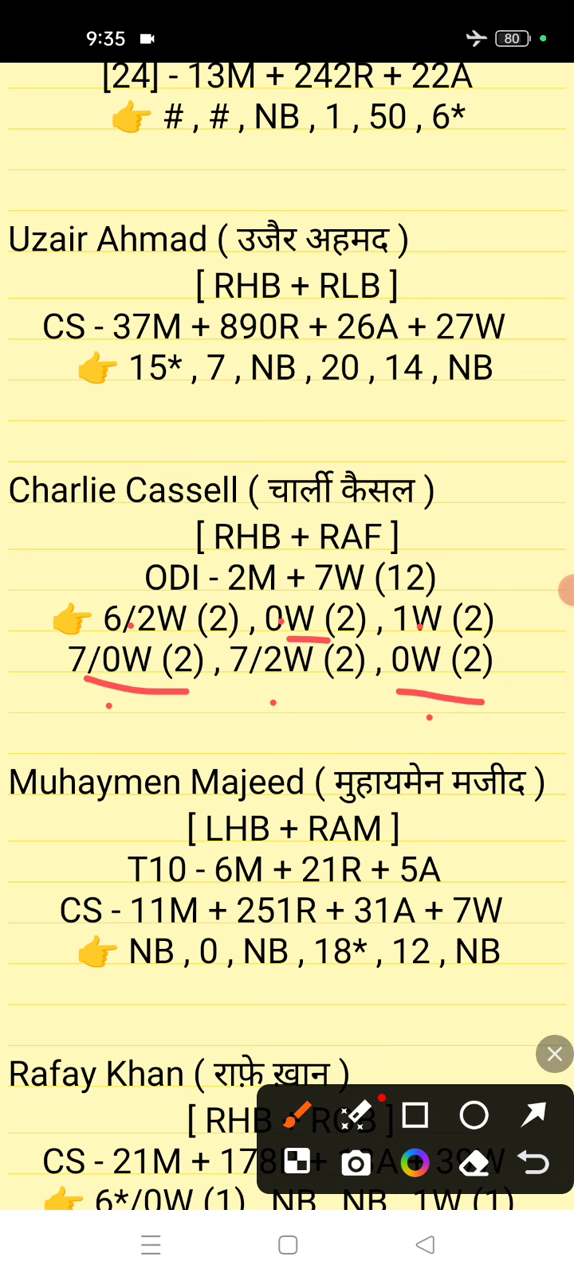 9:35 80
[24] - 13M + 242R + 22A
👉 # , # , NB , 1 , 50 , 6*
Uzair Ahmad ( उजैर अहमद )
[ RHB + RLB ]
CS - 37M + 890R + 26A + 27W
👉 15* , 7 , NB , 20 , 14 , NB
Charlie Cassell ( चार्ली कैसल )
[ RHB + RAF ]
ODI - 2M + 7W (12)
👉 6/2W (2) , 0W (2) , 1W (2)
7/0W (2) , 7/2W (2) , 0W (2)
Muhaymen Majeed ( मुहायमेन मजीद )
[ LHB + RAM ]
T10 - 6M + 21R + 5A
CS - 11M + 251R + 31A + 7W
👉 NB , 0 , NB , 18* , 12 , NB
Rafay Khan ( राफ़े ख़ान )
[ RHB + ROB ]
CS - 21M +
👉 6*/0W (1) , NB , NB , 1W (1)